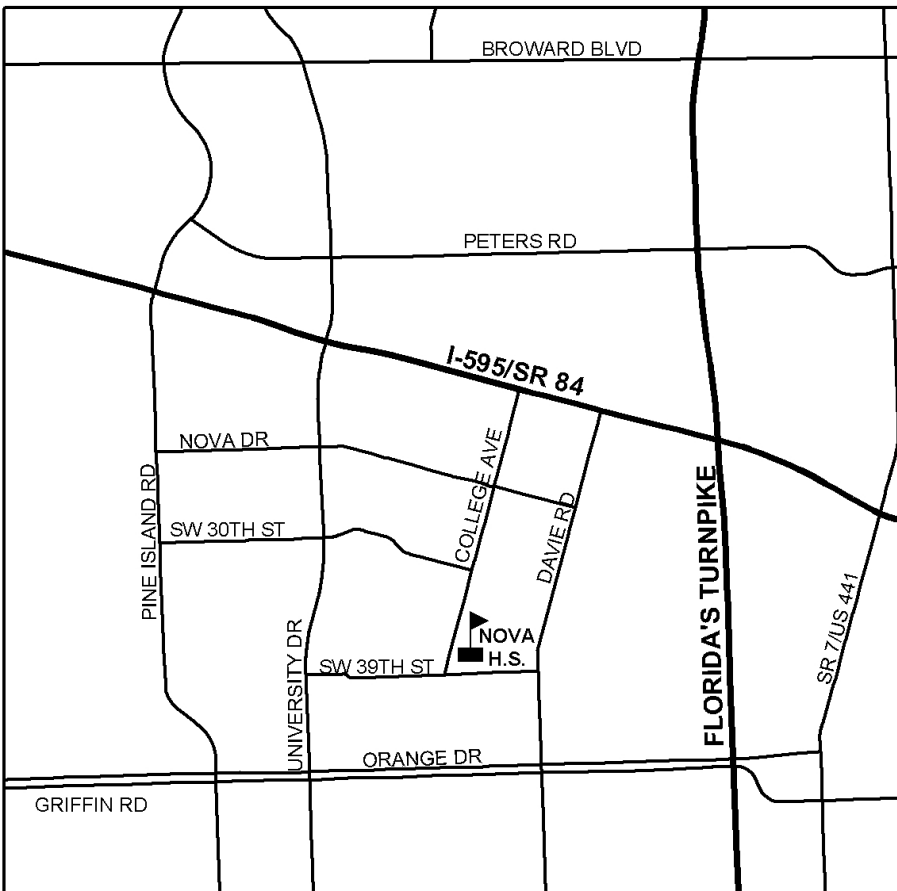 BROWARD BLVD
PETERS RD
I-595/SR 84
NOVA DR
COLLEGE AVE
PINE ISLAND RD
SW 30TH ST
DAVIE RD
FLORIDA'S TURNPIKE
SR 7/US 441
UNIVERSITY DR
NOVA
H.S.
SW 39TH ST
ORANGE DR
GRIFFIN RD